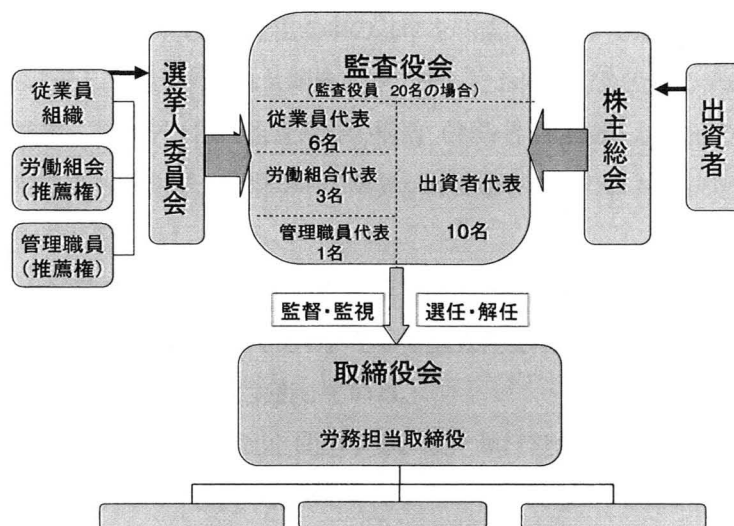 監査役会
(監査役員 20名の場合)
従業員代表
6名
労働組合代表
3名
管理職員代表
1名
出資者代表
10名
選挙人委員会
従業員
組織
労働組会
(推薦権)
管理職員
(推薦権)
株主総会
出資者
監督・監視
選任・解任
取締役会
労務担当取締役